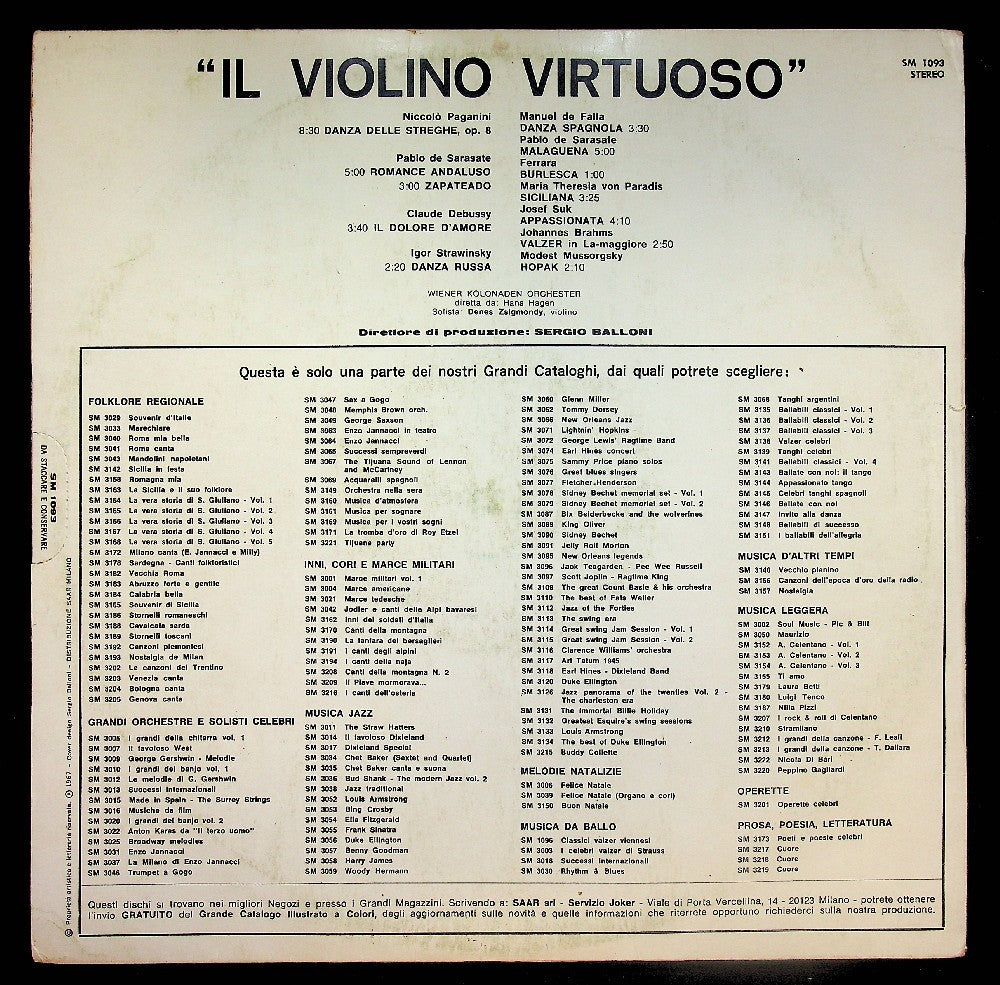 "IL VIOLINO VIRTUOSO"
SM 1093
STEREO
Niccolò Paganini
8:30 DANZA DELLE STREGHE, op. 8
Pablo de Sarasate
5:00 ROMANCE ANDALUSO
3:00 ZAPATEADO
Claude Debussy
3:40 IL DOLORE D'AMORE
Igor Strawinsky
2:20 DANZA RUSSA
Manuel de Falla
DANZA SPAGNOLA 3:30
Pablo de Sarasate
MALAGUENA 5:00
Ferrara
BURLESCA 1:00
Maria Theresia von Paradis
SICILIANA 3:25
Josef Suk
APPASSIONATA 4:10
Johannes Brahms
VALZER in La-maggiore 2:50
Modest Mussorgsky
HOPAK 2:10
WIENER KOLONADEN ORCHESTER
diretta da: Hans Hagen
Solista: Denes Zsigmondy, violino
Direttore di produzione: SERGIO BALLONI
Questa è solo una parte dei nostri Grandi Cataloghi, dai quali potrete scegliere:
FOLKLORE REGIONALE
SM 3029 Souvenir d'Italie
SM 3033 Marechiare
SM 3040 Roma mia bella
SM 3041 Roma canta
SM 3043 Mandolini napoletani
SM 3142 Sicilia in festa
SM 3158 Romagna mia
SM 3163 La Sicilia e il suo folklore
SM 3164 La vera storia di S. Giuliano - Vol. 1
SM 3165 La vera storia di S. Giuliano - Vol. 2
SM 3166 La vera storia di S. Giuliano - Vol. 3
SM 3167 La vera storia di S. Giuliano - Vol. 4
SM 3168 La vera storia di S. Giuliano - Vol. 5
SM 3172 Milano canta (E. Jannacci e Milly)
SM 3178 Sardegna - Canti folkloristici
SM 3182 Vecchia Roma
SM 3183 Abruzzo forte e gentile
SM 3184 Calabria bella
SM 3185 Souvenir di Sicilia
SM 3186 Stornelli romaneschi
SM 3188 Cavalcata sarda
SM 3189 Stornelli toscani
SM 3192 Canzoni piemontesi
SM 3193 Nostalgia de Milan
SM 3202 Le canzoni del Trentino
SM 3203 Venezia canta
SM 3204 Bologna canta
SM 3205 Genova canta
GRANDI ORCHESTRE E SOLISTI CELEBRI
SM 3005 I grandi della chitarra vol. 1
SM 3007 Il favoloso West
SM 3009 George Gershwin - Melodie
SM 3010 I grandi del banjo vol. 1
SM 3012 Le melodie di G. Gershwin
SM 3013 Successi internazionali
SM 3015 Made in Spain - The Surrey Strings
SM 3016 Musiche da film
SM 3020 I grandi del banjo vol. 2
SM 3022 Anton Karas da "Il terzo uomo"
SM 3025 Broadway melodies
SM 3031 Enzo Jannacci
SM 3037 La Milano di Enzo Jannacci
SM 3046 Trumpet a Gogo
SM 3047 Sax a Gogo
SM 3048 Memphis Brown orch.
SM 3049 George Saxson
SM 3063 Enzo Jannacci in teatro
SM 3064 Enzo Jannacci
SM 3065 Successi sempreverdi
SM 3067 The Tijuana Sound of Lennon
and McCartney
SM 3069 Acquarelli spagnoli
SM 3149 Orchestra nella sera
SM 3160 Musica d'atmosfera
SM 3161 Musica per sognare
SM 3169 Musica per i vostri sogni
SM 3171 La tromba d'oro di Roy Etzel
SM 3221 Tijuana party
INNI, CORI E MARCE MILITARI
SM 3001 Marce militari vol. 1
SM 3004 Marce americane
SM 3021 Marce tedesche
SM 3042 Jodler e canti della Alpi bavaresi
SM 3162 Inni dei soldati d'Italia
SM 3170 Canti della montagna
SM 3190 La fanfara dei bersaglieri
SM 3191 I canti degli alpini
SM 3194 I canti della naja
SM 3208 Canti della montagna N. 2
SM 3209 Il Piave mormorava...
SM 3216 I canti dell'osteria
MUSICA JAZZ
SM 3011 The Straw Hatters
SM 3014 Il favoloso Dixieland
SM 3017 Dixieland Special
SM 3034 Chet Baker (Sextet and Quartet)
SM 3035 Chet Baker canta e suona
SM 3036 Bud Shank - The modern Jazz vol. 2
SM 3038 Jazz traditional
SM 3052 Louis Armstrong
SM 3053 Bing Crosby
SM 3054 Ella Fitzgerald
SM 3055 Frank Sinatra
SM 3056 Duke Ellington
SM 3057 Benny Goodman
SM 3058 Harry James
SM 3059 Woody Hermann
SM 3060 Glenn Miller
SM 3062 Tommy Dorsey
SM 3066 New Orleans Jazz
SM 3071 Lightnin' Hopkins
SM 3072 George Lewis' Ragtime Band
SM 3074 Earl Hines concert
SM 3075 Sammy Price piano solos
SM 3076 Great blues singers
SM 3077 Fletcher Henderson
SM 3078 Sidney Bechet memorial set - Vol. 1
SM 3079 Sidney Bechet memorial set - Vol. 2
SM 3087 Bix Beiderbecke and the wolverines
SM 3089 King Oliver
SM 3090 Sidney Bechet
SM 3091 Jelly Roll Morton
SM 3095 New Orleans legends
SM 3096 Jack Teagarden - Pee Wee Russell
SM 3097 Scott Joplin - Ragtime King
SM 3109 The great Count Basie & his orchestra
SM 3110 The best of Fats Waller
SM 3112 Jazz of the Forties
SM 3113 The swing era
SM 3114 Great swing Jam Session - Vol. 1
SM 3115 Great swing Jam Session - Vol. 2
SM 3116 Clarence Williams' orchestra
SM 3117 Art Tatum 1945
SM 3118 Earl Hines - Dixieland Band
SM 3120 Duke Ellington
SM 3126 Jazz panorama of the twenties Vol. 2 -
The charleston era
SM 3131 The immortal Billie Holiday
SM 3132 Greatest Esquire's swing sessions
SM 3133 Louis Armstrong
SM 3134 The best of Duke Ellington
SM 3215 Buddy Collette
MELODIE NATALIZIE
SM 3006 Felice Natale
SM 3039 Felice Natale (Organo e cori)
SM 3150 Buon Natale
MUSICA DA BALLO
SM 1096 Classici valzer viennesi
SM 3003 I celebri valzer di Strauss
SM 3018 Successi internazionali
SM 3030 Rhythm & Blues
SM 3068 Tanghi argentini
SM 3135 Ballabili classici - Vol. 1
SM 3136 Ballabili classici - Vol. 2
SM 3137 Ballabili classici - Vol. 3
SM 3138 Valzer celebri
SM 3139 Tanghi celebri
SM 3141 Ballabili classici - Vol. 4
SM 3143 Ballate con noi: il tango
SM 3144 Appassionato tango
SM 3145 Celebri tanghi spagnoli
SM 3146 Ballate con noi
SM 3147 Invito alla danza
SM 3148 Ballabili di successo
SM 3151 I ballabili dell'allegria
MUSICA D'ALTRI TEMPI
SM 3140 Vecchio pianino
SM 3156 Canzoni dell'epoca d'oro della radio
SM 3157 Nostalgia
MUSICA LEGGERA
SM 3002 Soul Music - Pic & Bill
SM 3050 Maurizio
SM 3152 A. Celentano - Vol. 1
SM 3153 A. Celentano - Vol. 2
SM 3154 A. Celentano - Vol. 3
SM 3155 Ti amo
SM 3179 Laura Betti
SM 3180 Luigi Tenco
SM 3187 Nilla Pizzi
SM 3207 I rock & roll di Celentano
SM 3210 Stramilano
SM 3212 I grandi della canzone - F. Leali
SM 3213 I grandi della canzone - T. Dallara
SM 3222 Nicola Di Bari
SM 3220 Peppino Gagliardi
OPERETTE
SM 3201 Operette celebri
PROSA, POESIA, LETTERATURA
SM 3173 Poeti e poesie celebri
SM 3217 Cuore
SM 3218 Cuore
SM 3219 Cuore
Questi dischi si trovano nei migliori Negozi e presso i Grandi Magazzini. Scrivendo a: SAAR srl - Servizio Joker - Viale di Porta Vercellina, 14 - 20123 Milano - potrete ottenere
l'invio GRATUITO del Grande Catalogo Illustrato a Colori, degli aggiornamenti sulle novità e quelle informazioni che riterrete opportuno richiederci sulla nostra produzione.
SM 1093
DA STACCARE E CONSERVARE
© Proprietà artistica e letteraria riservata. Ⓟ 1967 - Cover design: Sergio Balloni - DISTRIBUZIONE SAAR MILANO